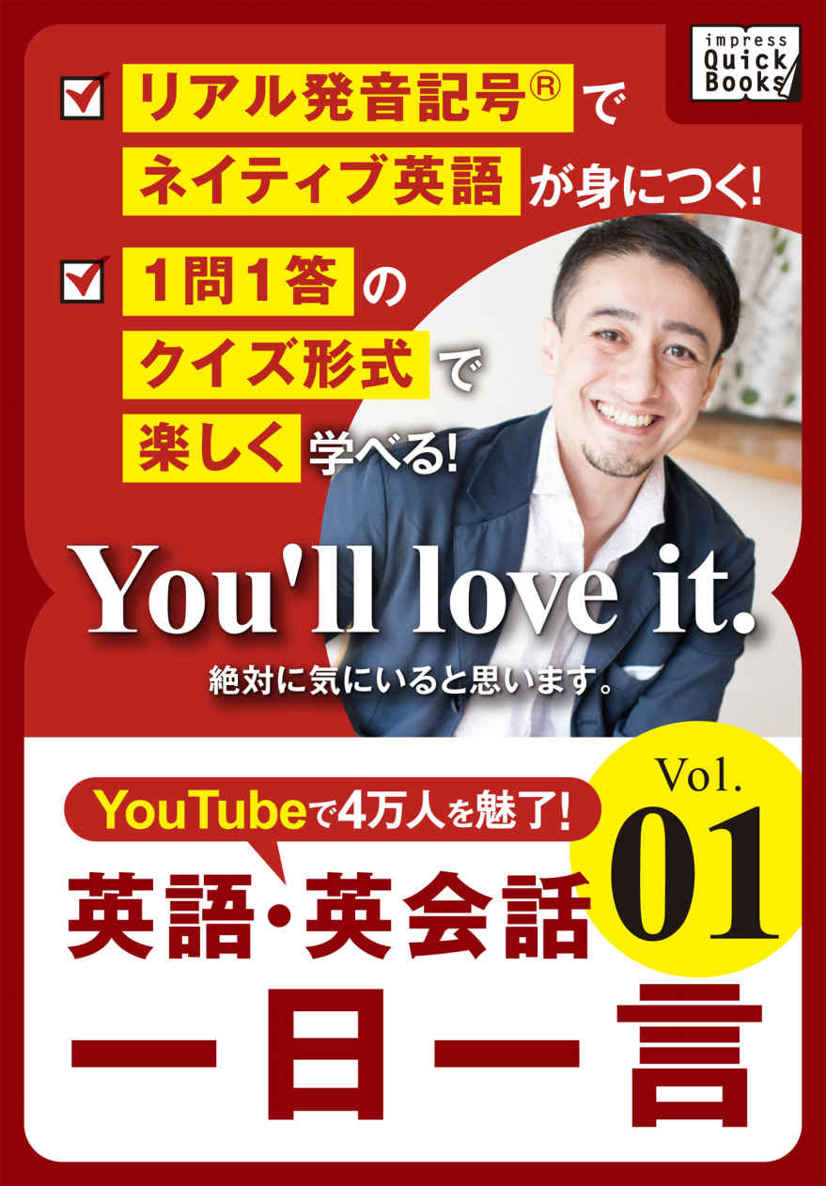 impress
Quick
Books
リアル発音記号®で
ネイティブ英語が身につく!
1問1答の
クイズ形式で
楽しく学べる!
You'll love it.
絶対に気にいると思います。
YouTubeで4万人を魅了!
Vol.
01
英語・英会話
一日一言